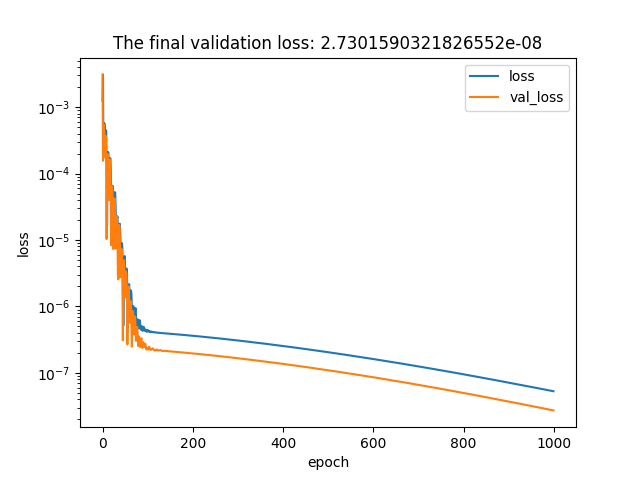 The final validation loss: 2.7301590321826552e-08
loss
val_loss
10⁻³
10⁻⁴
10⁻⁵
10⁻⁶
10⁻⁷
loss
0 200 400 600 800 1000
epoch